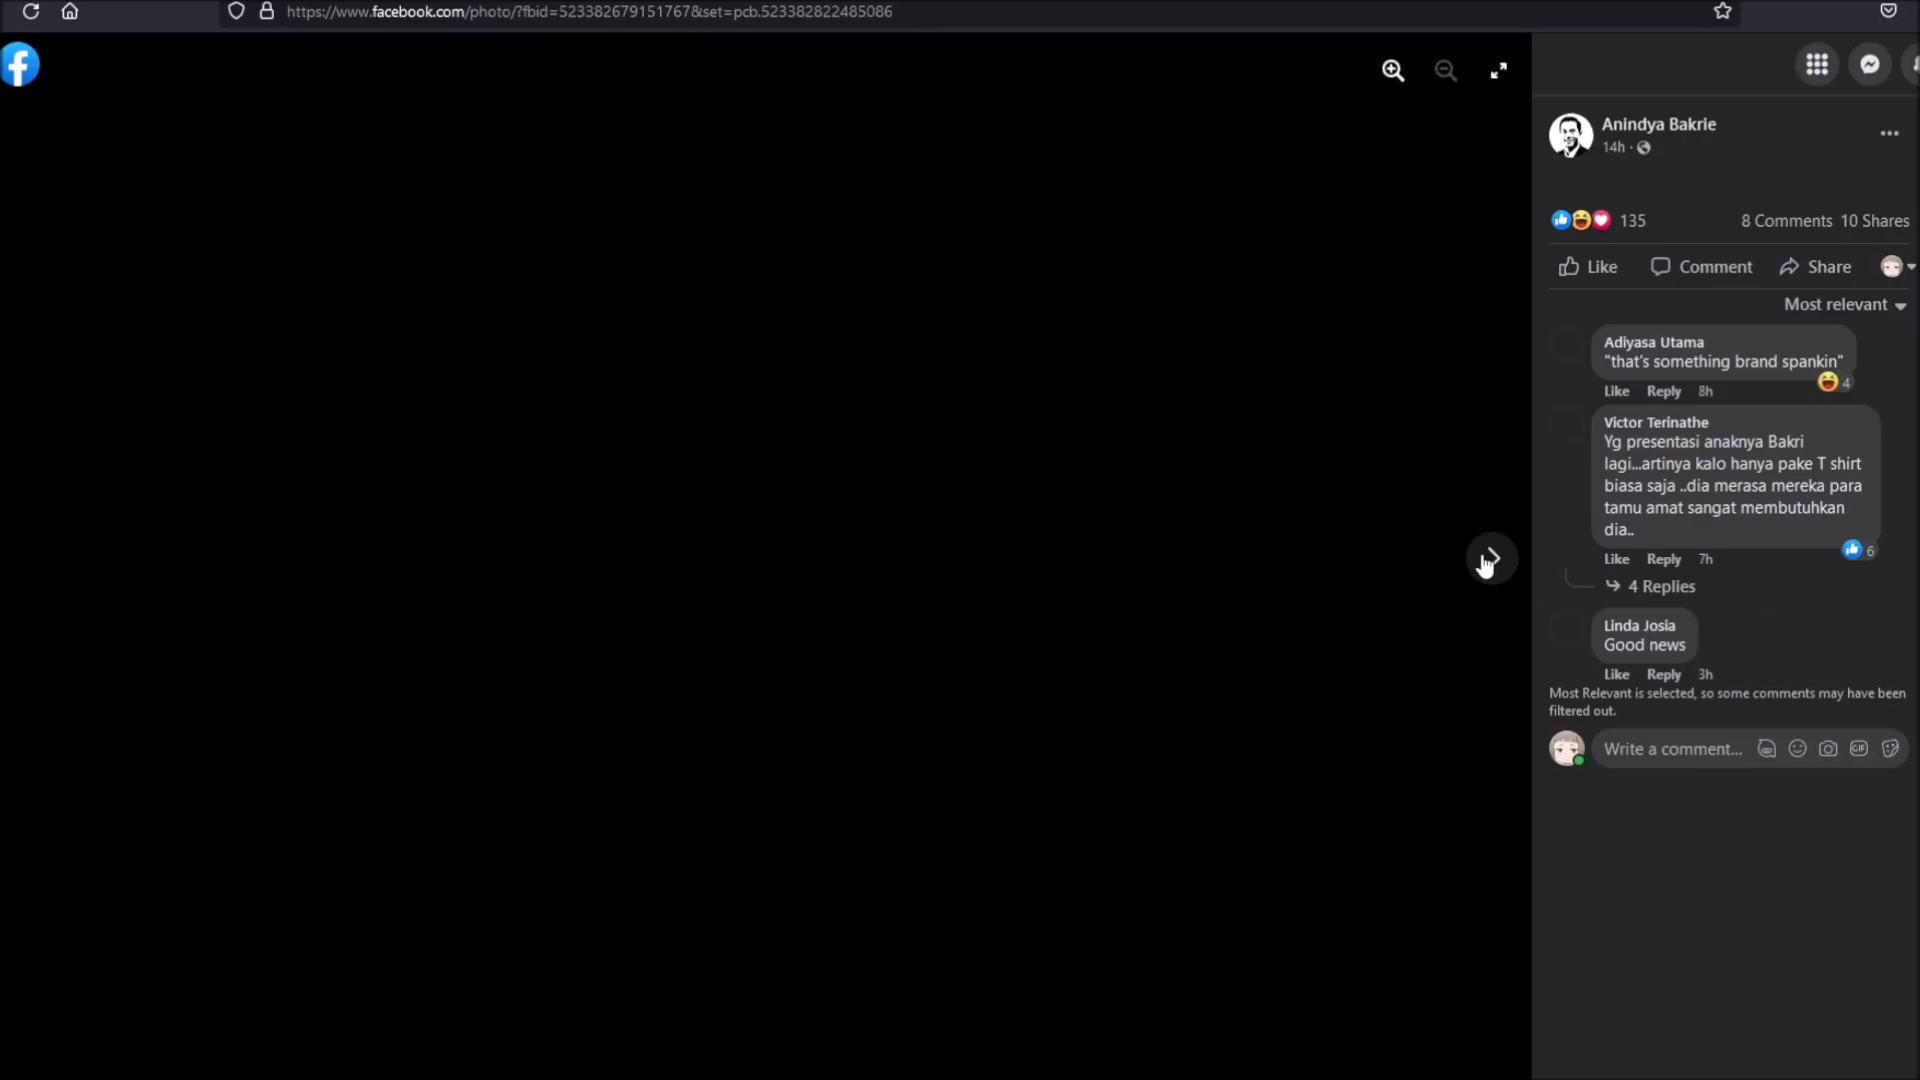 https://www.facebook.com/photo/?fbid=523382679151767&set=pcb.523382822485086
Anindya Bakrie
14h ·
135
8 Comments 10 Shares
Like Comment Share
Most relevant
Adiyasa Utama
"that's something brand spankin"
4
Like Reply 8h
Victor Terinathe
Yg presentasi anaknya Bakri
lagi...artinya kalo hanya pake T shirt
biasa saja ..dia merasa mereka para
tamu amat sangat membutuhkan
dia..
6
Like Reply 7h
4 Replies
Linda Josia
Good news
Like Reply 3h
Most Relevant is selected, so some comments may have been
filtered out.
Write a comment...
GIF